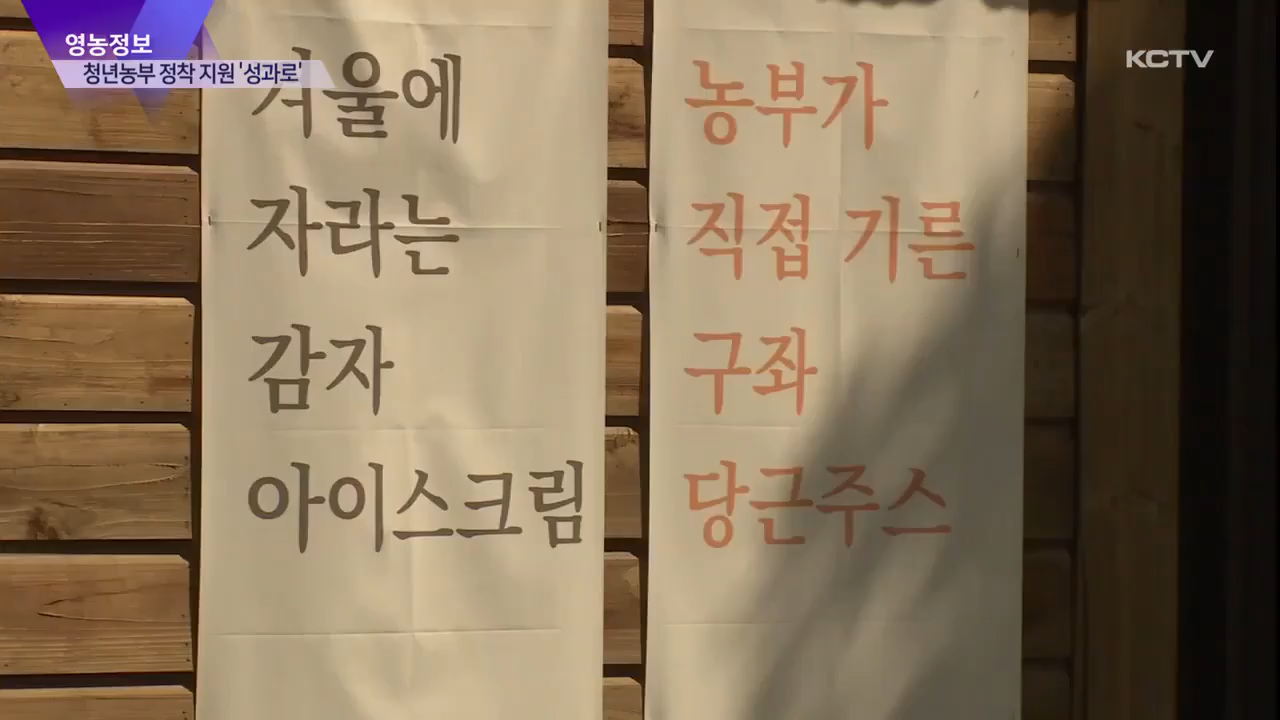 영농정보
청년농부 정착 지원 '성과로'
KCTV
겨울에
자라는
감자
아이스크림
농부가
직접 기른
구좌
당근주스